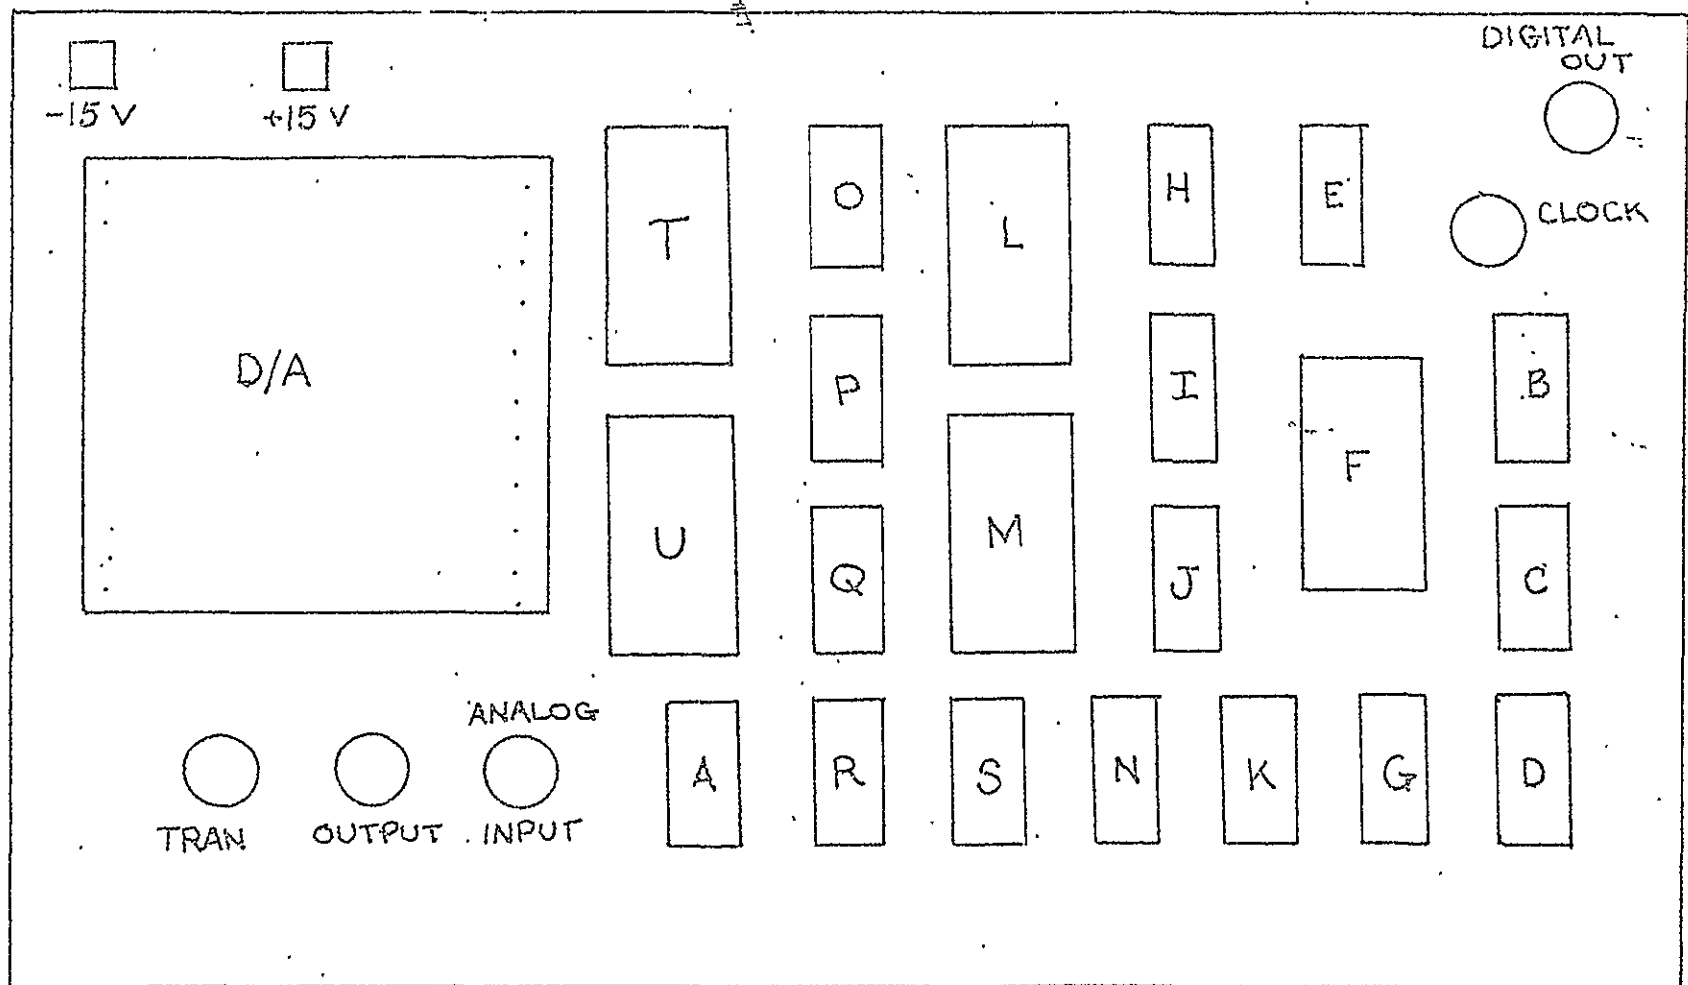 DIGITAL
OUT
-15 V
+15 V
T
O
L
H
E
CLOCK
D/A
P
I
B
F
U
Q
M
J
C
ANALOG
TRAN
OUTPUT
INPUT
A
R
S
N
K
G
D